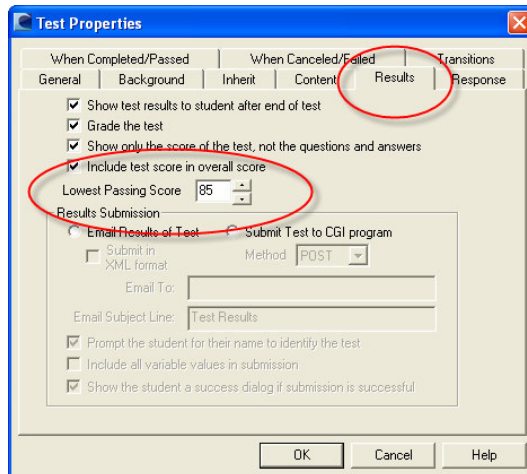 Test Properties
When Completed/Passed When Canceled/Failed Transitions
General Background Inherit Content Results Response
Show test results to student after end of test
Grade the test
Show only the score of the test, not the questions and answers
Include test score in overall score
Lowest Passing Score 85
Results Submission
Email Results of Test Submit Test to CGI program
Submit in
XML format
Method POST
Email To:
Email Subject Line: Test Results
Prompt the student for their name to identify the test
Include all variable values in submission
Show the student a success dialog if submission is successful
OK Cancel Help